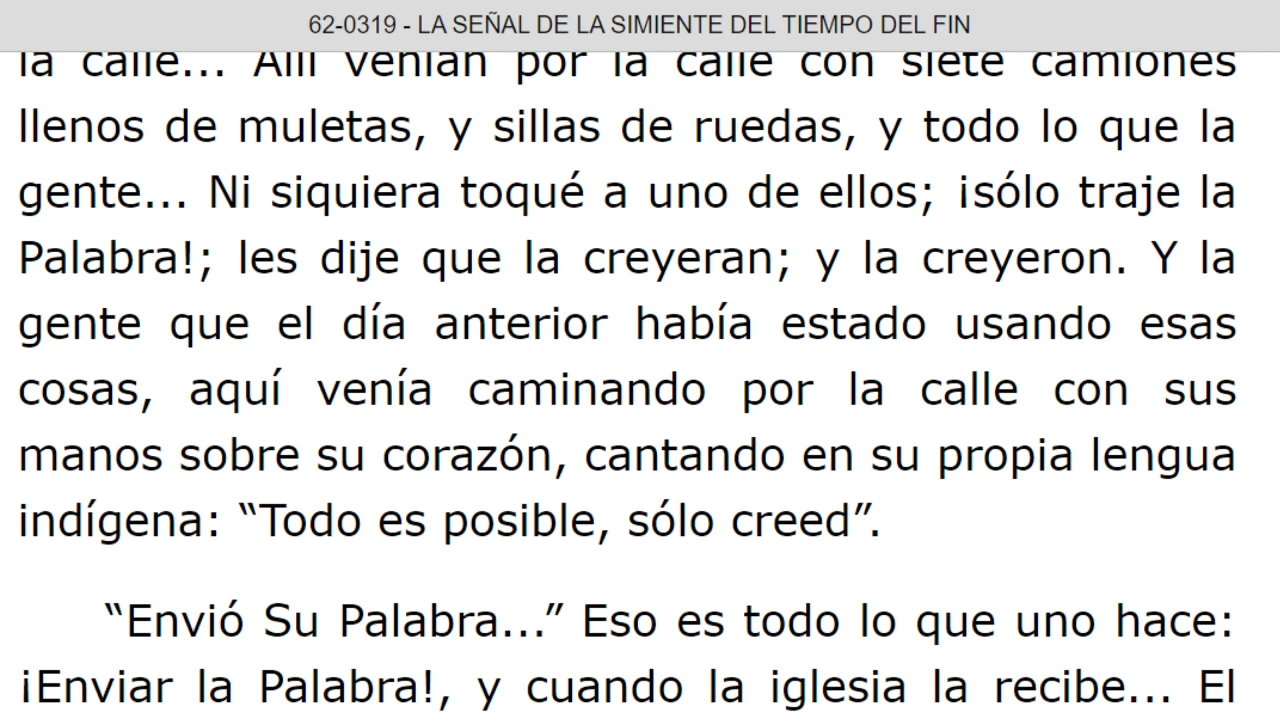 62-0319 - LA SEÑAL DE LA SIMIENTE DEL TIEMPO DEL FIN
la calle... Allí venían por la calle con siete camiones
llenos de muletas, y sillas de ruedas, y todo lo que la
gente... Ni siquiera toqué a uno de ellos; ¡sólo traje la
Palabra!; les dije que la creyeran; y la creyeron. Y la
gente que el día anterior había estado usando esas
cosas, aquí venía caminando por la calle con sus
manos sobre su corazón, cantando en su propia lengua
indígena: “Todo es posible, sólo creed”.
“Envió Su Palabra...” Eso es todo lo que uno hace:
¡Enviar la Palabra!, y cuando la iglesia la recibe... El